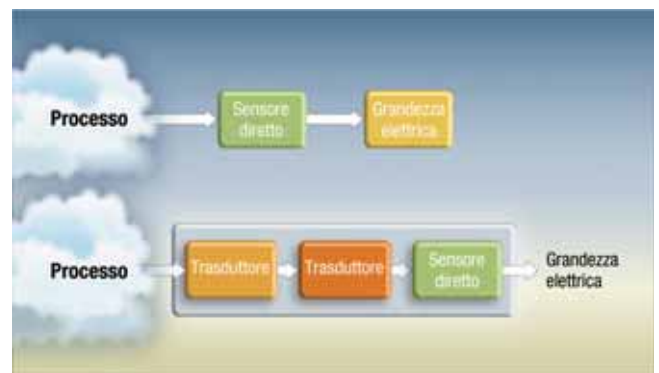 Processo
Sensore
diretto
Grandezza
elettrica
Processo
Trasduttore
Trasduttore
Sensore
diretto
Grandezza
elettrica